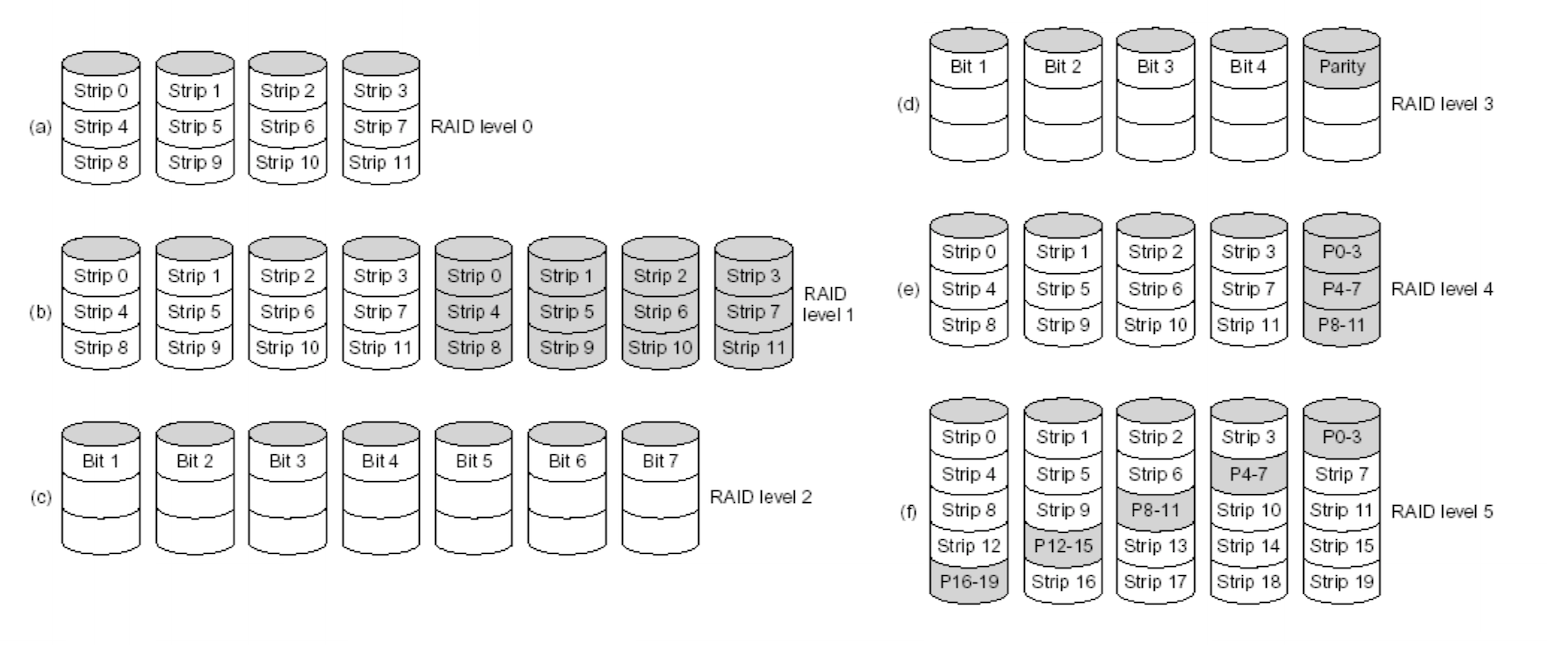 Strip 0 Strip 1 Strip 2 Strip 3
(a) Strip 4 Strip 5 Strip 6 Strip 7 RAID level 0
Strip 8 Strip 9 Strip 10 Strip 11
Strip 0 Strip 1 Strip 2 Strip 3 Strip 0 Strip 1 Strip 2 Strip 3
RAID
(b) Strip 4 Strip 5 Strip 6 Strip 7 Strip 4 Strip 5 Strip 6 Strip 7
level 1
Strip 8 Strip 9 Strip 10 Strip 11 Strip 8 Strip 9 Strip 10 Strip 11
Bit 1 Bit 2 Bit 3 Bit 4 Bit 5 Bit 6 Bit 7
(c) RAID level 2
Bit 1 Bit 2 Bit 3 Bit 4 Parity
(d) RAID level 3
Strip 0 Strip 1 Strip 2 Strip 3 P0-3
(e) Strip 4 Strip 5 Strip 6 Strip 7 P4-7 RAID level 4
Strip 8 Strip 9 Strip 10 Strip 11 P8-11
Strip 0 Strip 1 Strip 2 Strip 3 P0-3
Strip 4 Strip 5 Strip 6 P4-7 Strip 7
(f) Strip 8 Strip 9 P8-11 Strip 10 Strip 11 RAID level 5
Strip 12 P12-15 Strip 13 Strip 14 Strip 15
P16-19 Strip 16 Strip 17 Strip 18 Strip 19